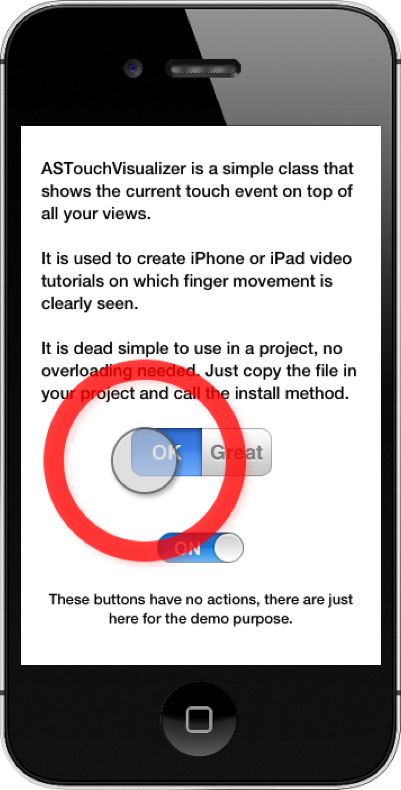 ASTouchVisualizer is a simple class that
shows the current touch event on top of
all your views.
It is used to create iPhone or iPad video
tutorials on which finger movement is
clearly seen.
It is dead simple to use in a project, no
overloading needed. Just copy the file in
your project and call the install method.
OK Great
ON
These buttons have no actions, there are just
here for the demo purpose.